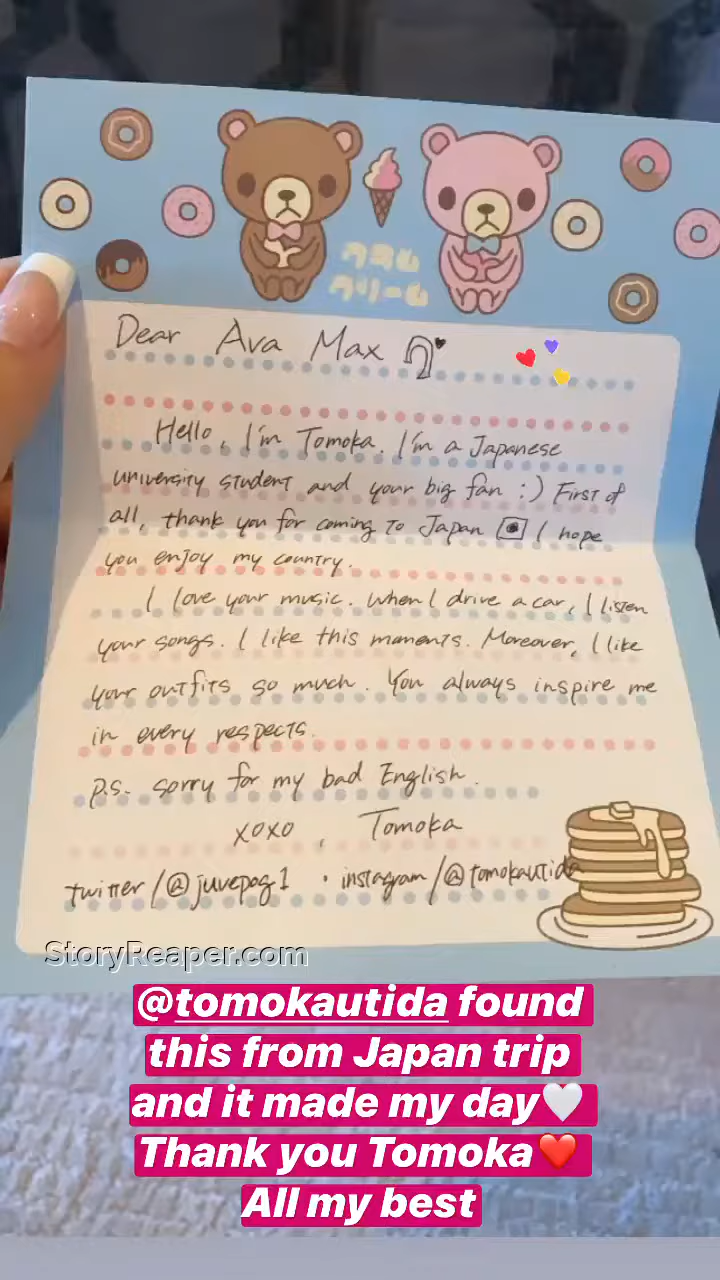 クマム
クリーム
Dear Ava Max
Hello, I'm Tomoka. I'm a Japanese
university student and your big fan :) First of
all, thank you for coming to Japan I hope
you enjoy my country.
I love your music. When I drive a car, I listen
your songs. I like this moments. Moreover, I like
your outfits so much. You always inspire me
in every respects.
p.s. sorry for my bad English.
xoxo, Tomoka
twitter/@juvepog1 ・instagram/@tomokautida
StoryReaper.com
@tomokautida found
this from Japan trip
and it made my day🤍
Thank you Tomoka❤️
All my best